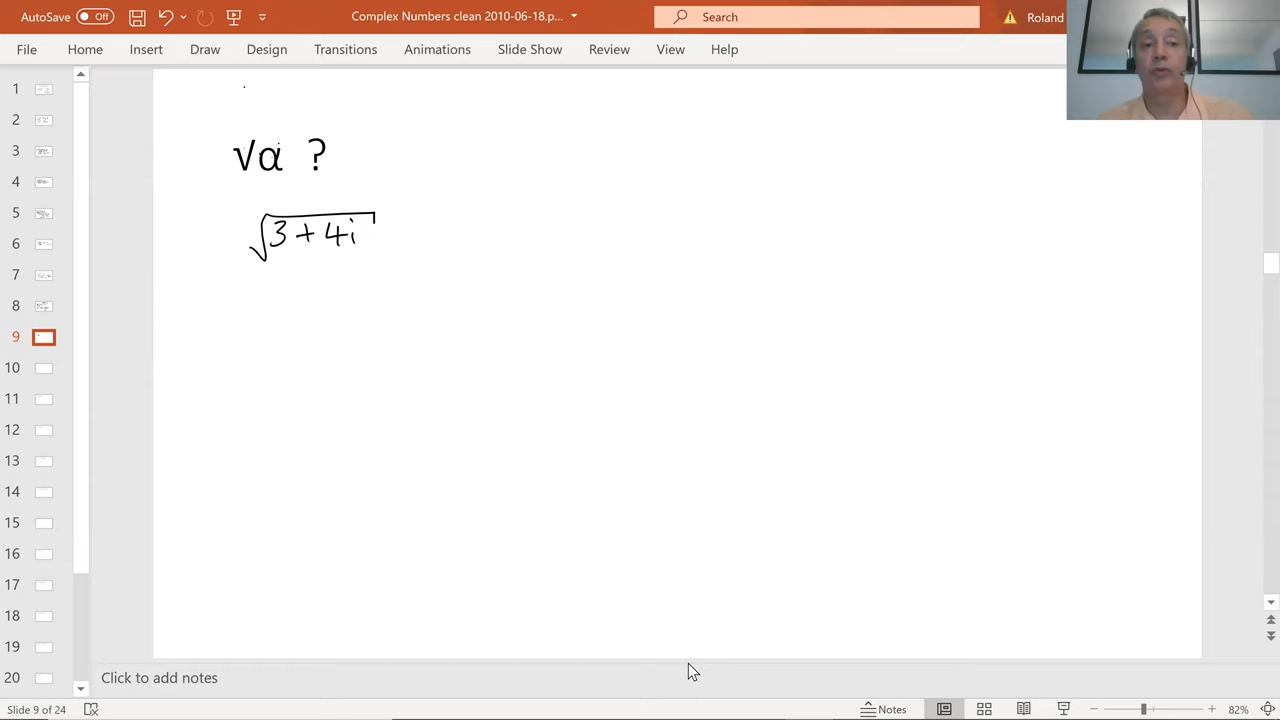 AutoSave Off
Complex Numbers clean 2010-06-18.p...
Search
Roland
File Home Insert Draw Design Transitions Animations Slide Show Review View Help
1
2
3
4
5
6
7
8
9
10
11
12
13
14
15
16
17
18
19
20
√a ?
√3+4i
Click to add notes
Slide 9 of 24
Notes
82%